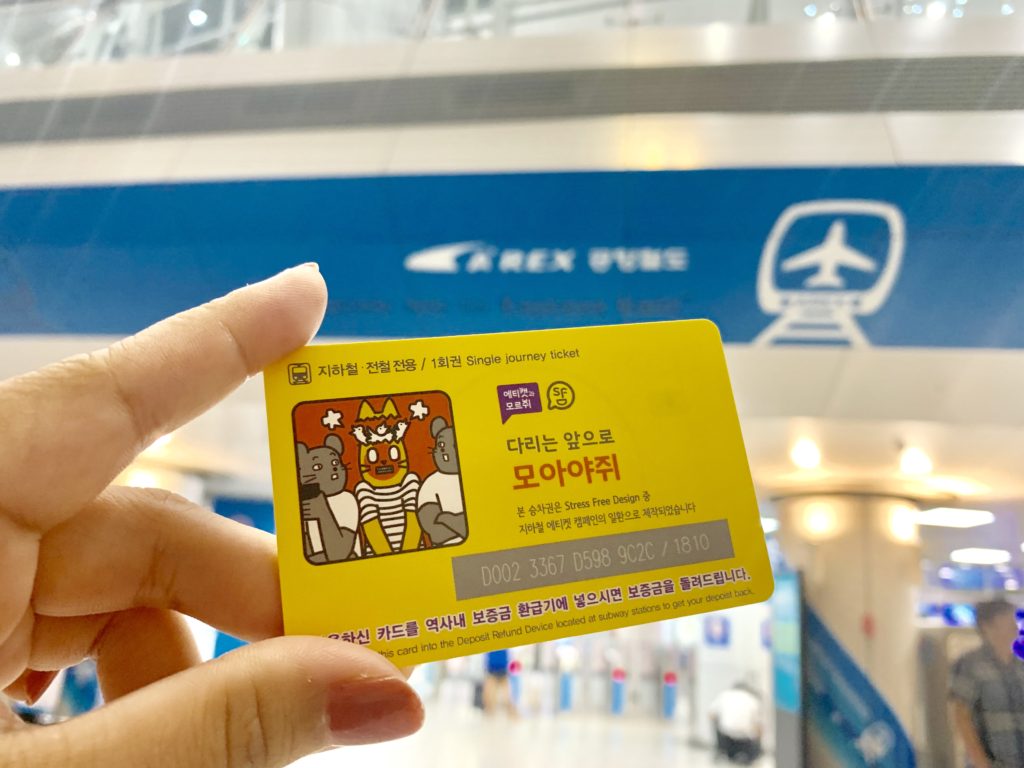 A'REX 공항철도
지하철·전철 전용 / 1회권 Single journey ticket
에티켓과
모르쥐
SF
다리는 앞으로
모아야쥐
본 승차권은 Stress Free Design 중
지하철 에티켓 캠페인의 일환으로 제작되었습니다
D002 3367 D598 9C2C / 1810
카드를 역사내 보증금 환급기에 넣으시면 보증금을 돌려드립니다.
this card into the Deposit Refund Device located at subway stations to get your deposit back.